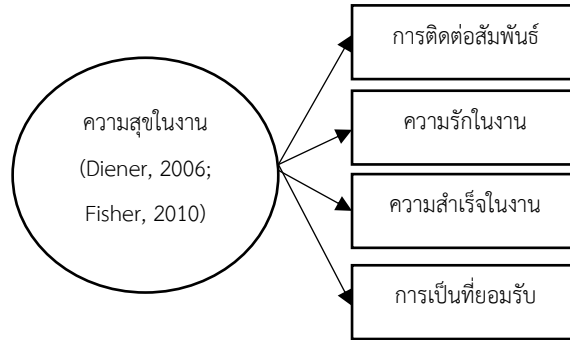 การติดต่อสัมพันธ์
ความสุขในงาน
(Diener, 2006;
Fisher, 2010)
ความรักในงาน
ความสำเร็จในงาน
การเป็นที่ยอมรับ